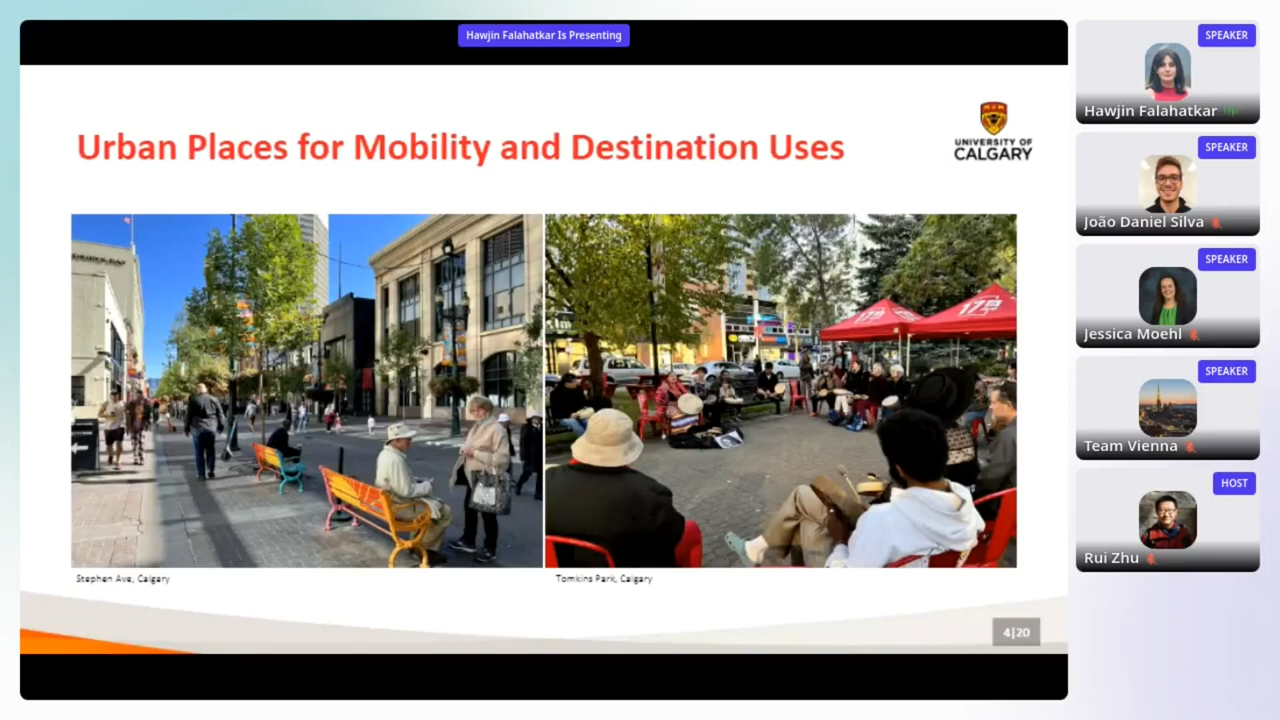 Hawjin Falahatkar Is Presenting
Urban Places for Mobility and Destination Uses
UNIVERSITY OF
CALGARY
17
Stephen Ave, Calgary
Tomkins Park, Calgary
4|20
SPEAKER
Hawjin Falahatkar
SPEAKER
João Daniel Silva
SPEAKER
Jessica Moehl
SPEAKER
Team Vienna
HOST
Rui Zhu